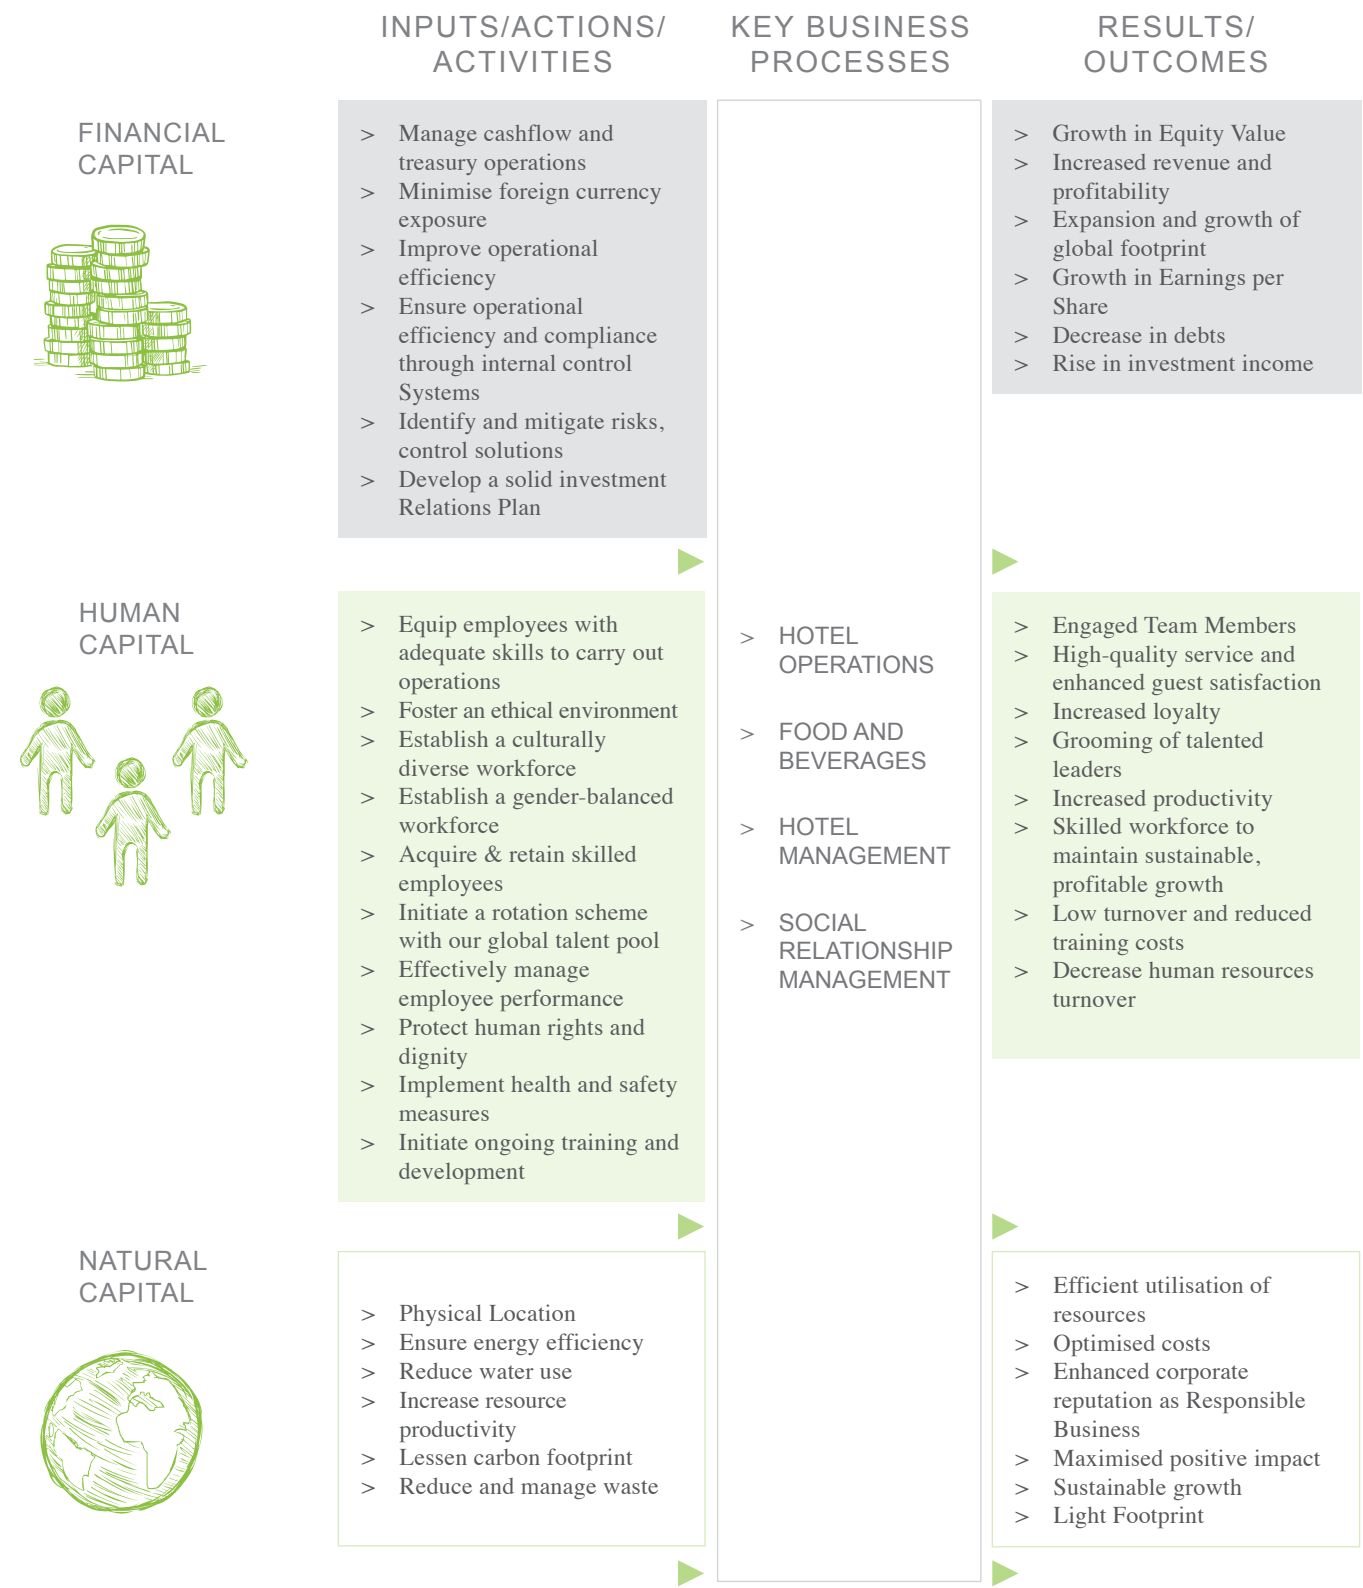 INPUTS/ACTIONS/
ACTIVITIES
KEY BUSINESS
PROCESSES
RESULTS/
OUTCOMES
FINANCIAL
CAPITAL
> Manage cashflow and
treasury operations
> Minimise foreign currency
exposure
> Improve operational
efficiency
> Ensure operational
efficiency and compliance
through internal control
Systems
> Identify and mitigate risks,
control solutions
> Develop a solid investment
Relations Plan
> Growth in Equity Value
> Increased revenue and
profitability
> Expansion and growth of
global footprint
> Growth in Earnings per
Share
> Decrease in debts
> Rise in investment income
HUMAN
CAPITAL
> Equip employees with
adequate skills to carry out
operations
> Foster an ethical environment
> Establish a culturally
diverse workforce
> Establish a gender-balanced
workforce
> Acquire & retain skilled
employees
> Initiate a rotation scheme
with our global talent pool
> Effectively manage
employee performance
> Protect human rights and
dignity
> Implement health and safety
measures
> Initiate ongoing training and
development
> HOTEL
OPERATIONS
> FOOD AND
BEVERAGES
> HOTEL
MANAGEMENT
> SOCIAL
RELATIONSHIP
MANAGEMENT
> Engaged Team Members
> High-quality service and
enhanced guest satisfaction
> Increased loyalty
> Grooming of talented
leaders
> Increased productivity
> Skilled workforce to
maintain sustainable,
profitable growth
> Low turnover and reduced
training costs
> Decrease human resources
turnover
NATURAL
CAPITAL
> Physical Location
> Ensure energy efficiency
> Reduce water use
> Increase resource
productivity
> Lessen carbon footprint
> Reduce and manage waste
> Efficient utilisation of
resources
> Optimised costs
> Enhanced corporate
reputation as Responsible
Business
> Maximised positive impact
> Sustainable growth
> Light Footprint